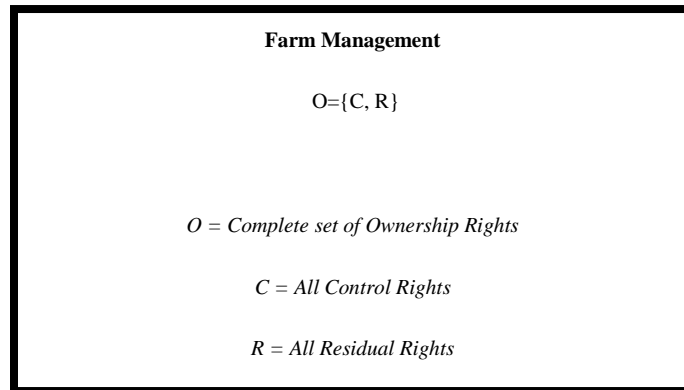 Farm Management
O={C, R}
O = Complete set of Ownership Rights
C = All Control Rights
R = All Residual Rights